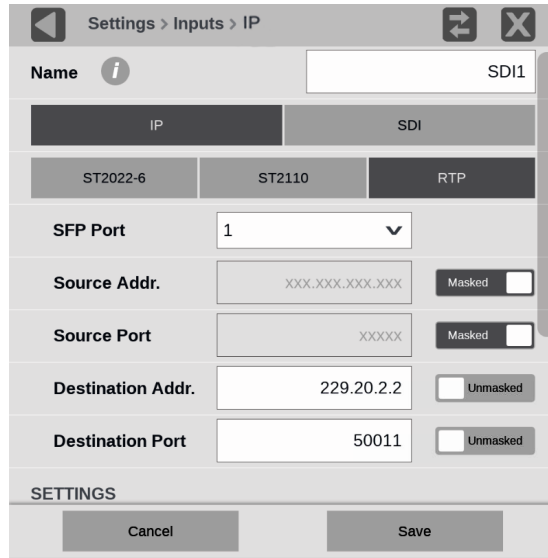 Settings > Inputs > IP
X
Name i SDI1
IP SDI
ST2022-6 ST2110 RTP
SFP Port 1
Source Addr. xxx.xxx.xxx.xxx Masked
Source Port xxxxx Masked
Destination Addr. 229.20.2.2 Unmasked
Destination Port 50011 Unmasked
SETTINGS
Cancel Save